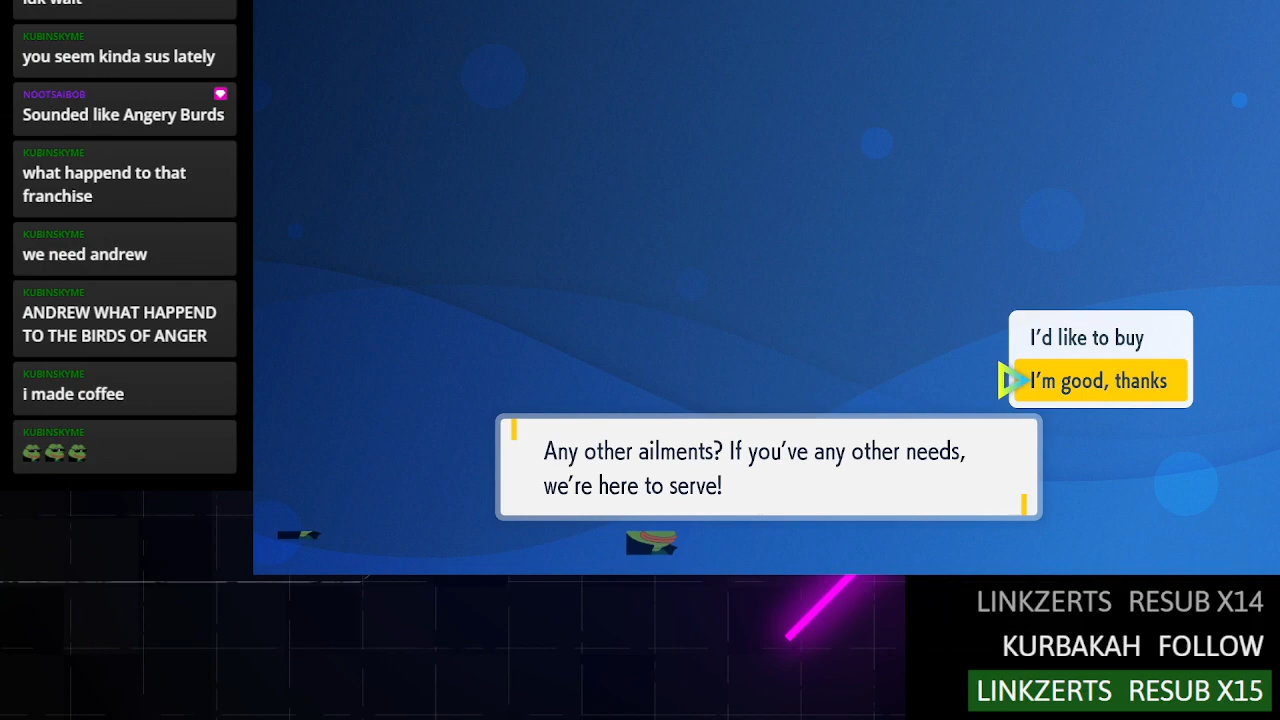 idk wait
KUBINSKYME
you seem kinda sus lately
NOOTSAIBOB
Sounded like Angery Burds
KUBINSKYME
what happend to that
franchise
KUBINSKYME
we need andrew
KUBINSKYME
ANDREW WHAT HAPPEND
TO THE BIRDS OF ANGER
KUBINSKYME
i made coffee
KUBINSKYME
I'd like to buy
I'm good, thanks
Any other ailments? If you've any other needs,
we're here to serve!
LINKZERTS RESUB X14
KURBAKAH FOLLOW
LINKZERTS RESUB X15